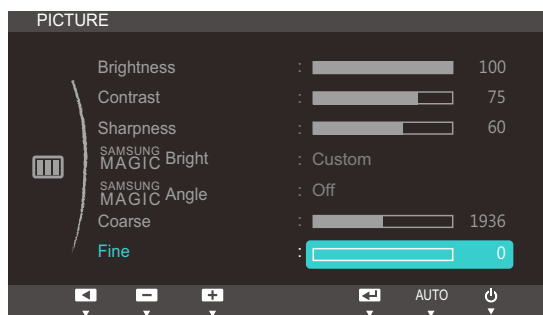 PICTURE
Brightness : 100
Contrast : 75
Sharpness : 60
SAMSUNG MAGIC Bright : Custom
SAMSUNG MAGIC Angle : Off
Coarse : 1936
Fine : 0
AUTO